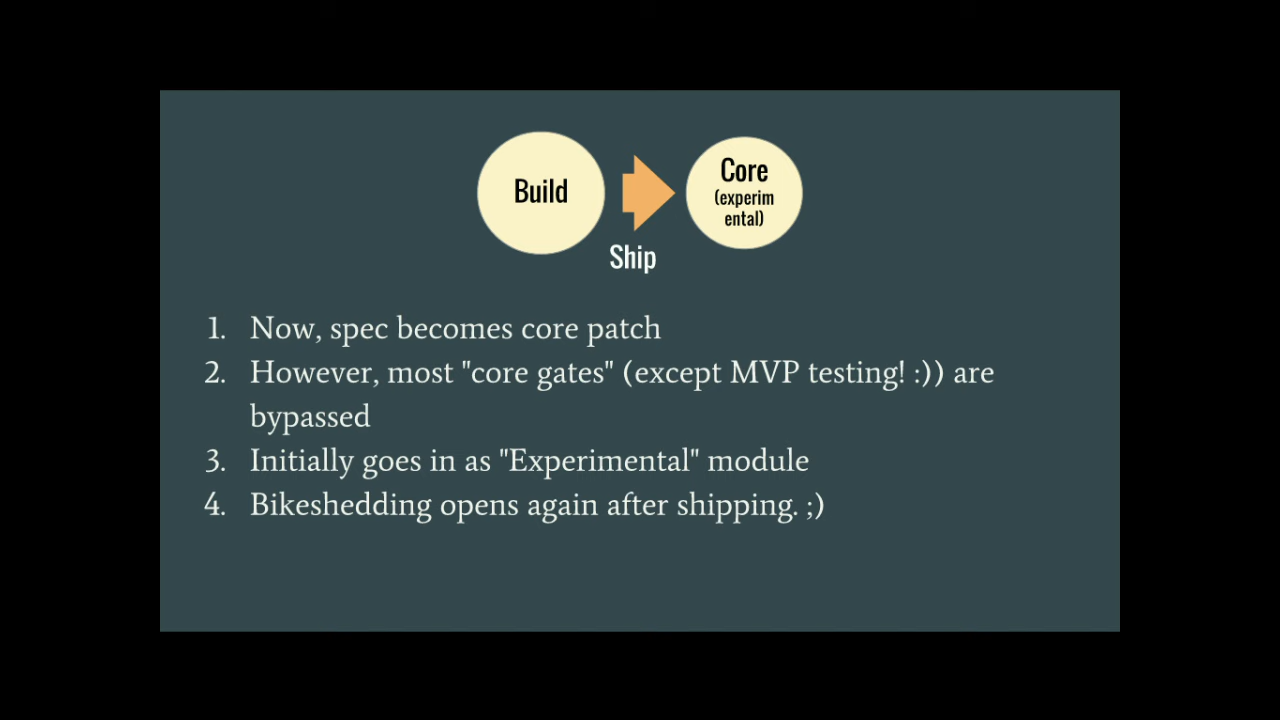 Build
Core
(experim
ental)
Ship
1. Now, spec becomes core patch
2. However, most "core gates" (except MVP testing! :)) are
bypassed
3. Initially goes in as "Experimental" module
4. Bikeshedding opens again after shipping. ;)